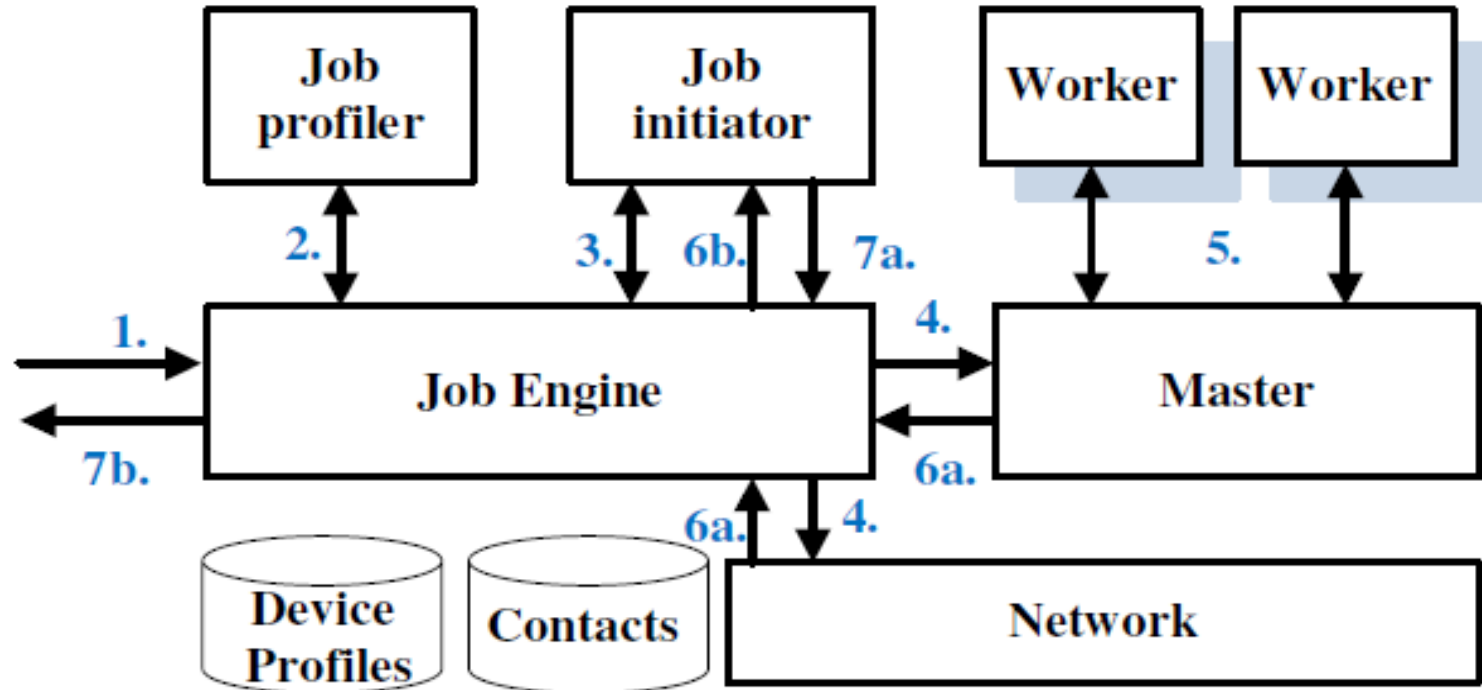 Job
profiler
Job
initiator
Worker
Worker
2.
3.
6b.
7a.
5.
1.
4.
Job Engine
Master
7b.
6a.
6a.
4.
Device
Profiles
Contacts
Network